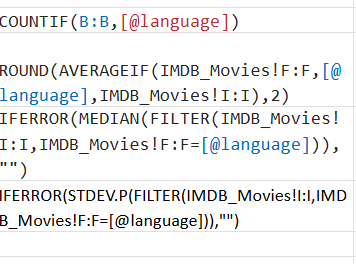 COUNTIF(B:B,[@language])
ROUND(AVERAGEIF(IMDB_Movies!F:F,[@
language],IMDB_Movies!I:I),2)
IFERROR(MEDIAN(FILTER(IMDB_Movies!
I:I,IMDB_Movies!F:F=[@language])),
"")
IFERROR(STDEV.P(FILTER(IMDB_Movies!I:I,IMD
B_Movies!F:F=[@language])),"")